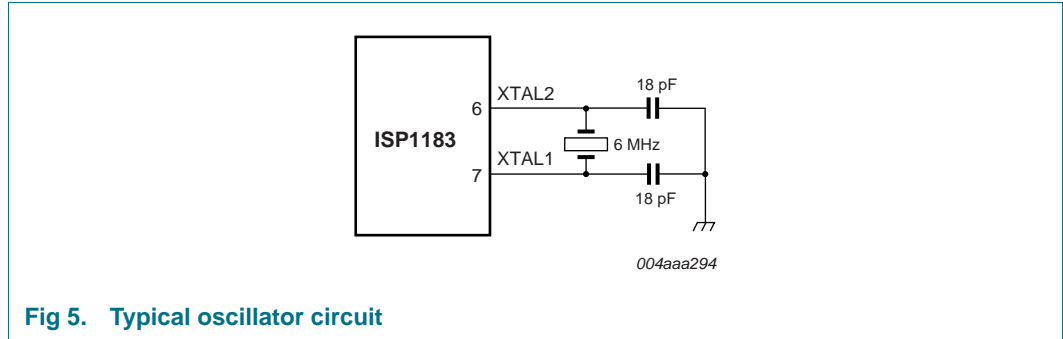 18 pF
XTAL2
6
ISP1183
6 MHz
XTAL1
7
18 pF
004aaa294
Fig 5. Typical oscillator circuit